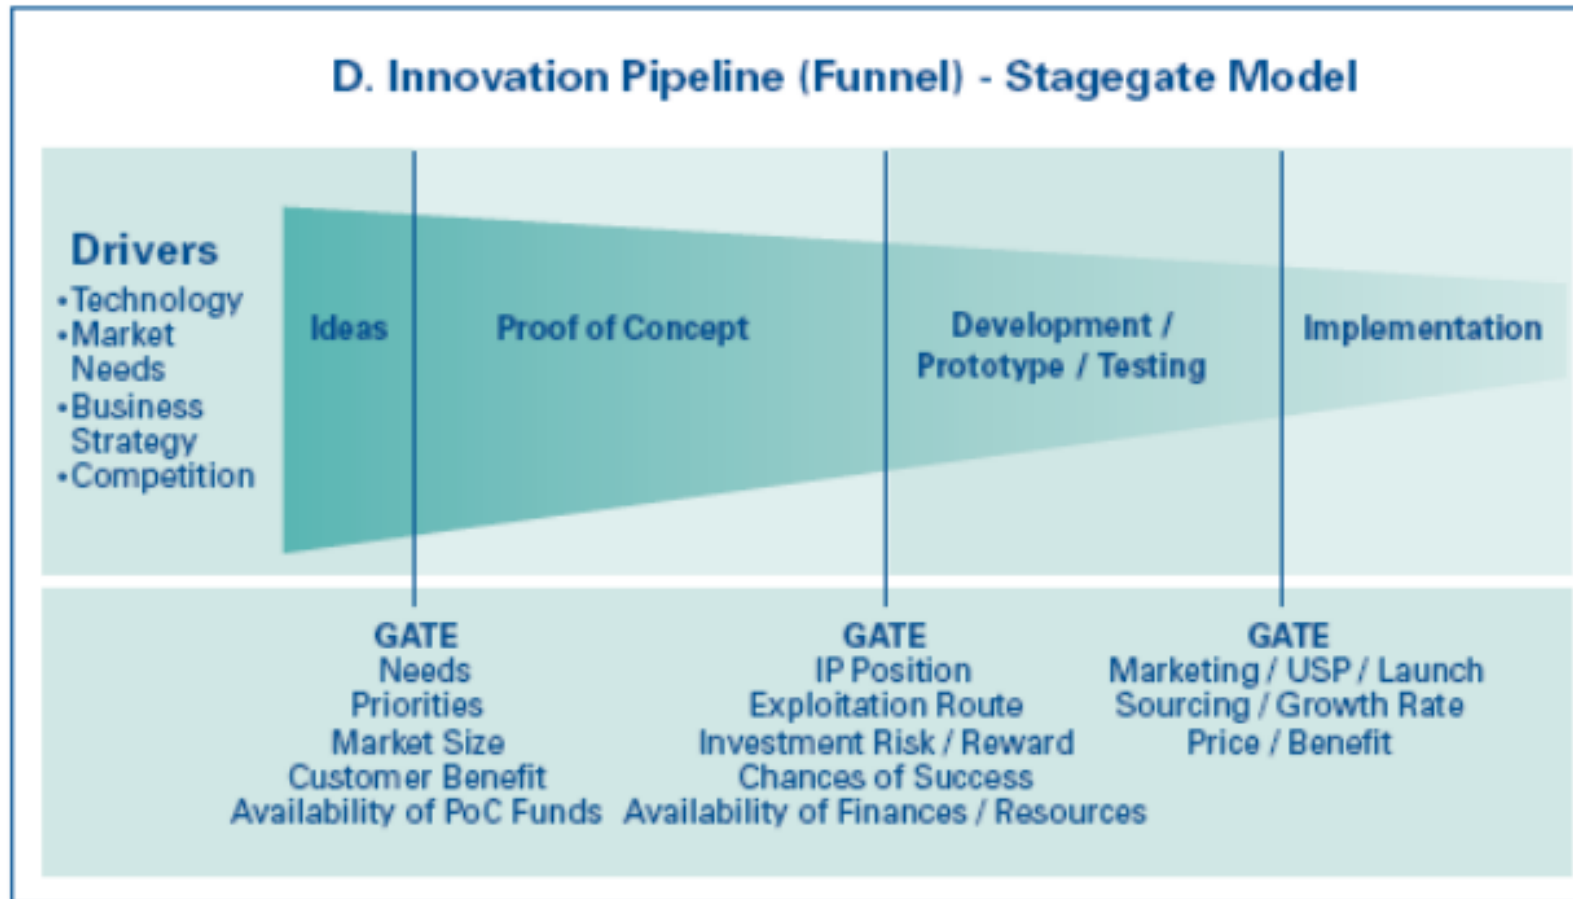 D. Innovation Pipeline (Funnel) - Stagegate Model
Drivers
•Technology
•Market
Needs
•Business
Strategy
•Competition
Ideas
Proof of Concept
Development /
Prototype / Testing
Implementation
GATE
Needs
Priorities
Market Size
Customer Benefit
Availability of PoC Funds
GATE
IP Position
Exploitation Route
Investment Risk / Reward
Chances of Success
Availability of Finances / Resources
GATE
Marketing / USP / Launch
Sourcing / Growth Rate
Price / Benefit